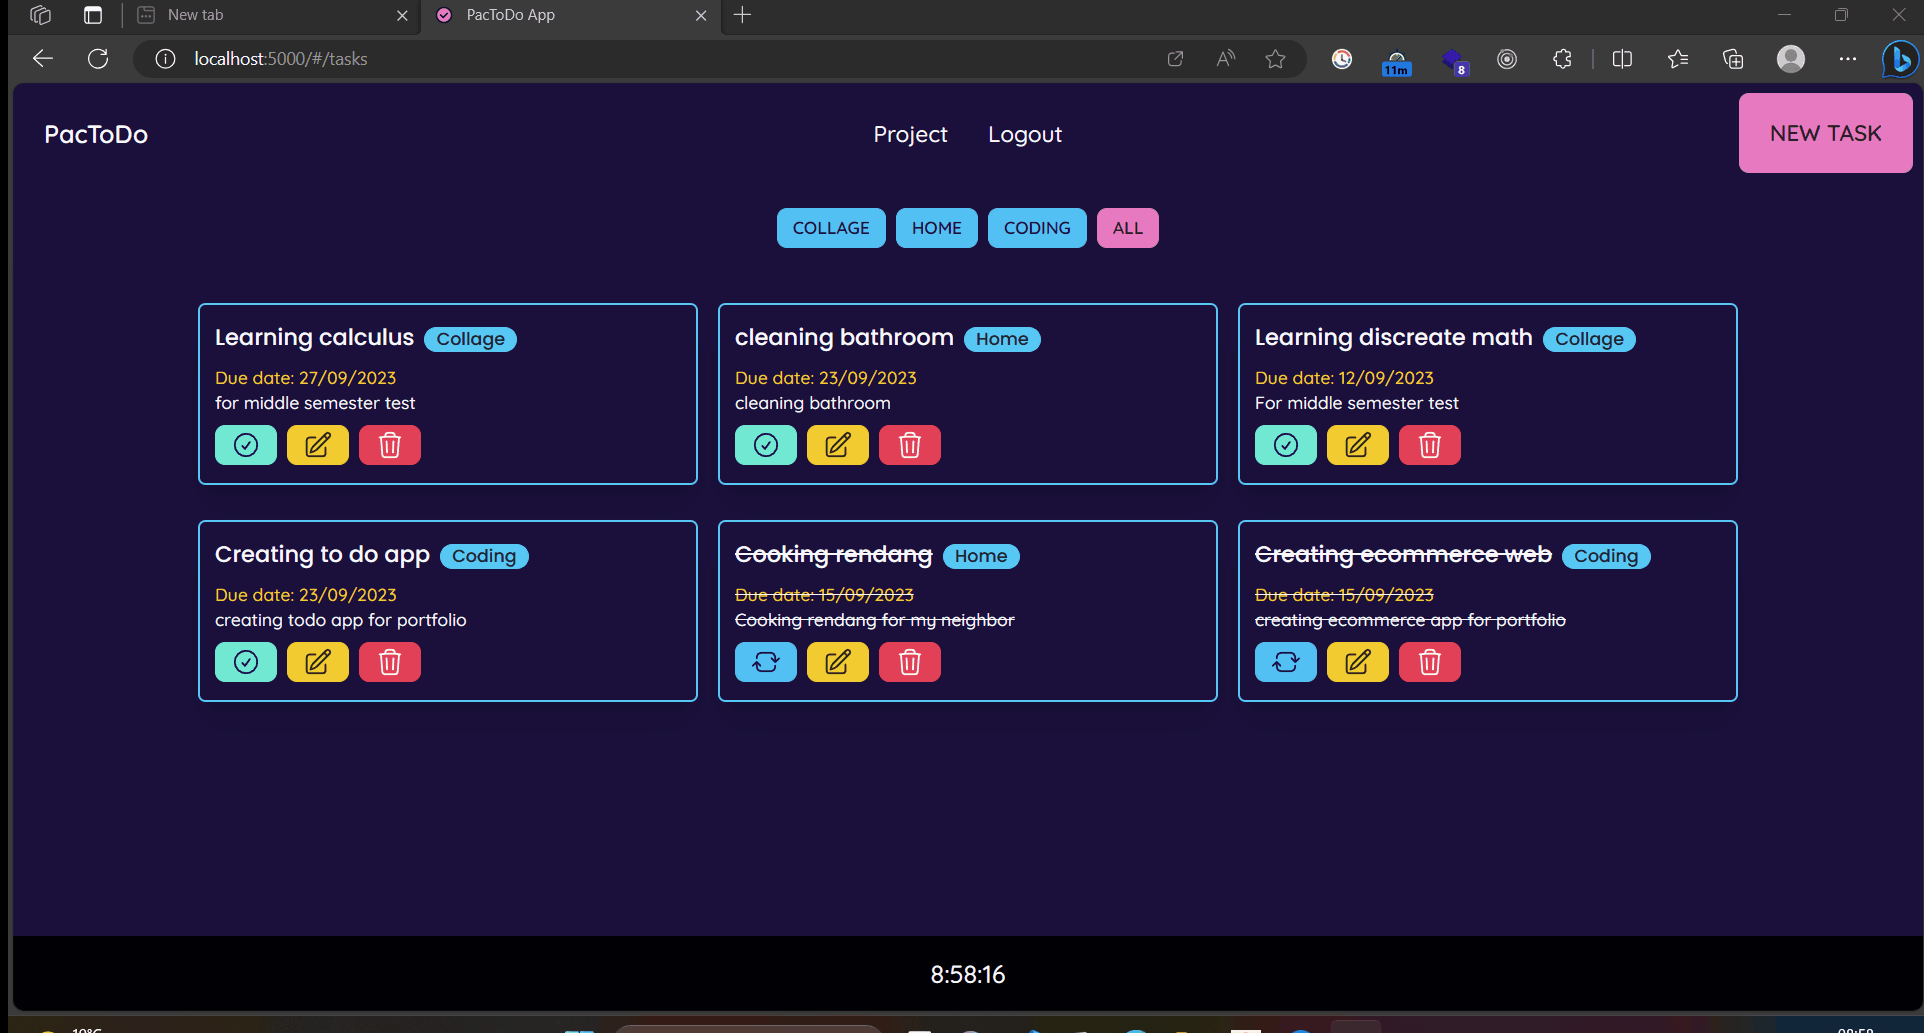 New tab
PacToDo App
localhost:5000/#/tasks
11m
8
PacToDo
Project
Logout
NEW TASK
COLLAGE
HOME
CODING
ALL
Learning calculus Collage
Due date: 27/09/2023
for middle semester test
cleaning bathroom Home
Due date: 23/09/2023
cleaning bathroom
Learning discreate math Collage
Due date: 12/09/2023
For middle semester test
Creating to do app Coding
Due date: 23/09/2023
creating todo app for portfolio
Cooking rendang Home
Due date: 15/09/2023
Cooking rendang for my neighbor
Creating ecommerce web Coding
Due date: 15/09/2023
creating ecommerce app for portfolio
8:58:16